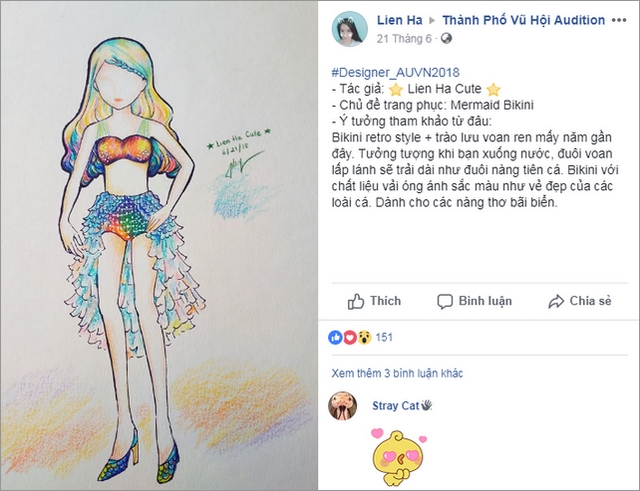 Lien Ha ▶ Thành Phố Vũ Hội Audition
21 Tháng 6
#Designer_AUVN2018
- Tác giả: ⭐ Lien Ha Cute ⭐
- Chủ đề trang phục: Mermaid Bikini
- Ý tưởng tham khảo từ đâu:
Bikini retro style + trào lưu voan ren mấy năm gần
đây. Tưởng tượng khi bạn xuống nước, đuôi voan
lấp lánh sẽ trải dài như đuôi nàng tiên cá. Bikini với
chất liệu vải óng ánh sắc màu như vẻ đẹp của các
loài cá. Dành cho các nàng thơ bãi biển.
★ Lien Ha Cute ★
6/21/18
Thích
Bình luận
Chia sẻ
151
Xem thêm 3 bình luận khác
Stray Cat